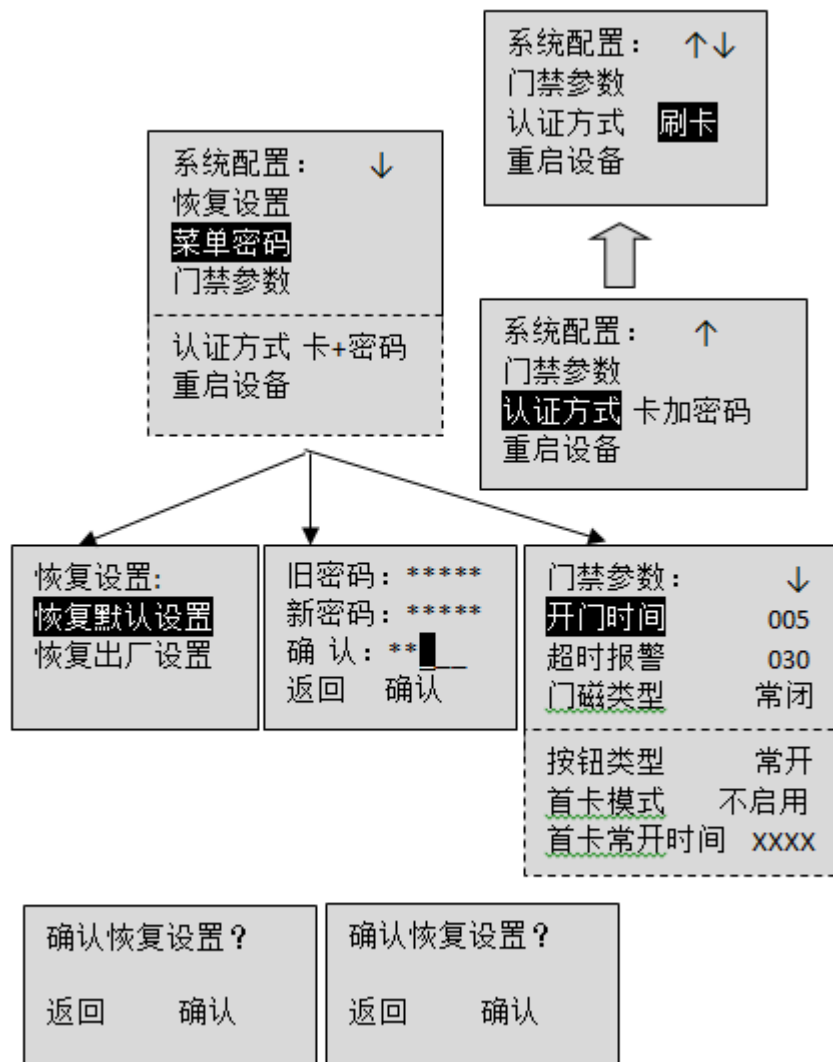 系统配置： ↑↓
门禁参数
认证方式 刷卡
重启设备
系统配置： ↓
恢复设置
菜单密码
门禁参数
认证方式 卡+密码
重启设备
系统配置： ↑
门禁参数
认证方式 卡加密码
重启设备
恢复设置:
恢复默认设置
恢复出厂设置
旧密码：*****
新密码：*****
确 认：**__
返回 确认
门禁参数： ↓
开门时间 005
超时报警 030
门磁类型 常闭
按钮类型 常开
首卡模式 不启用
首卡常开时间 XXXX
确认恢复设置？
返回 确认
确认恢复设置？
返回 确认